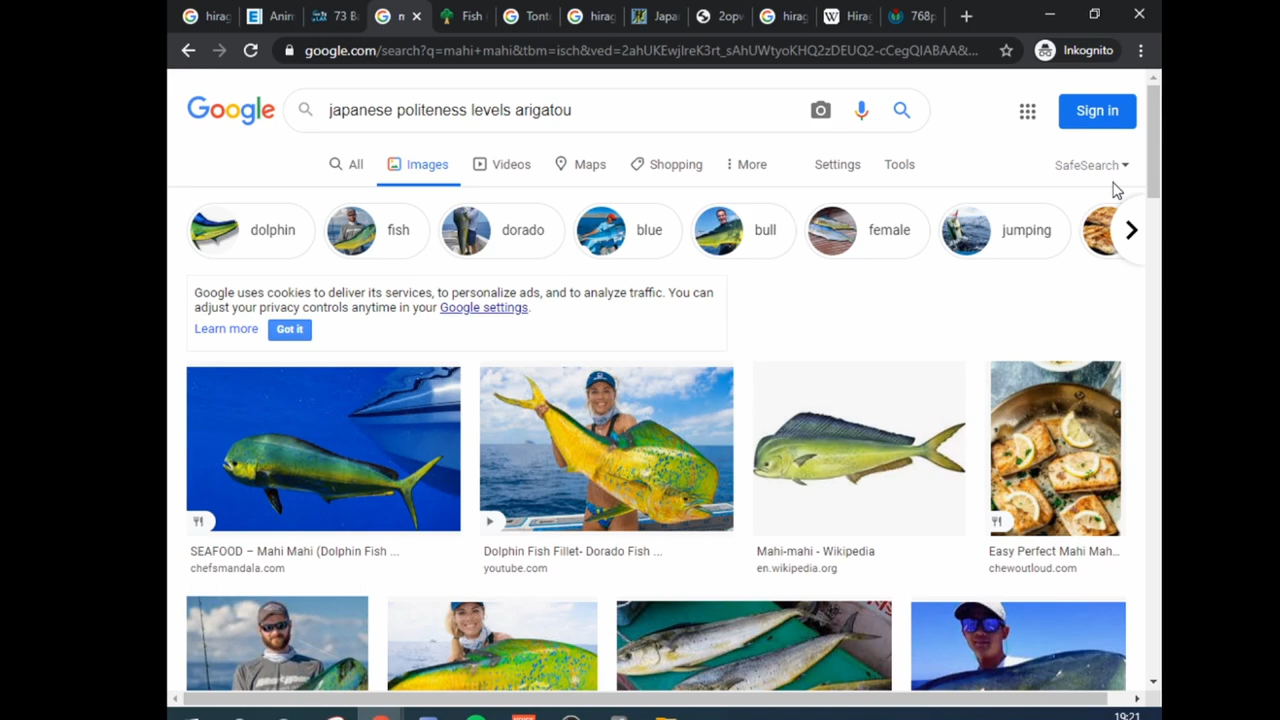 hirag
Anim
73 B
n
Fish
Tont
hirag
Japa
2opv
hirag
Hirag
768p
google.com/search?q=mahi+mahi&tbm=isch&ved=2ahUKEwjlreK3rt_sAhUWtyoKHQ2zDEUQ2-cCegQIABAA&...
Inkognito
Google
japanese politeness levels arigatou
Sign in
All
Images
Videos
Maps
Shopping
More
Settings
Tools
SafeSearch
dolphin
fish
dorado
blue
bull
female
jumping
Google uses cookies to deliver its services, to personalize ads, and to analyze traffic. You can
adjust your privacy controls anytime in your Google settings.
Learn more
Got it
SEAFOOD – Mahi Mahi (Dolphin Fish ...
chefsmandala.com
Dolphin Fish Fillet- Dorado Fish ...
youtube.com
Mahi-mahi - Wikipedia
en.wikipedia.org
Easy Perfect Mahi Mah...
chewoutloud.com
19:21